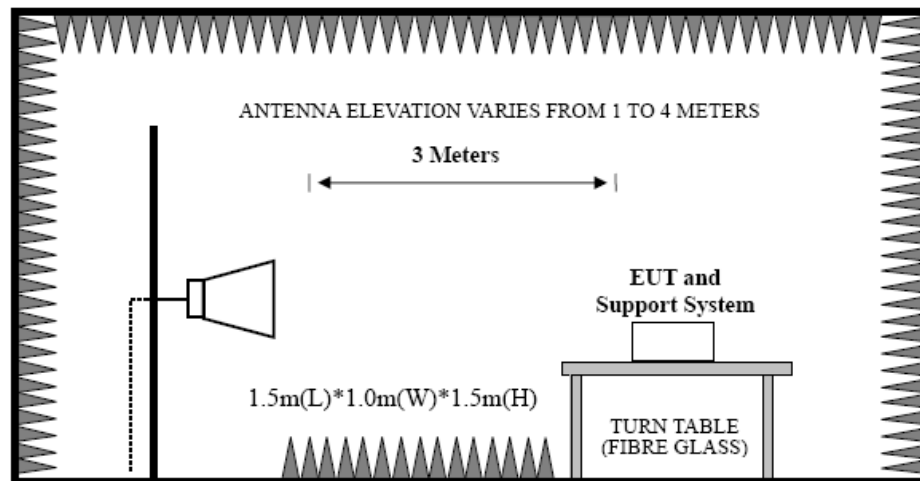 ANTENNA ELEVATION VARIES FROM 1 TO 4 METERS
3 Meters
EUT and
Support System
1.5m(L)*1.0m(W)*1.5m(H)
TURN TABLE
(FIBRE GLASS)